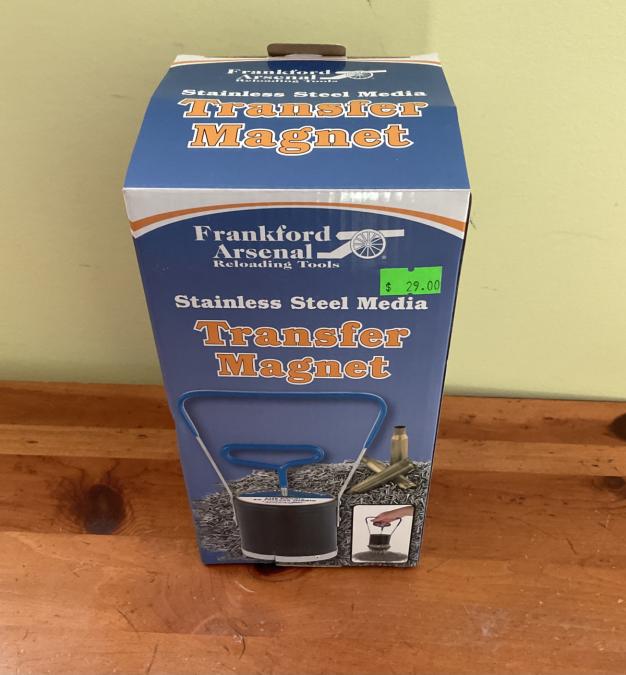 Frankford
Arsenal
Reloading Tools
Stainless Steel Media
Transfer
Magnet
Frankford
Arsenal
Reloading Tools
$ 29.00
Stainless Steel Media
Transfer
Magnet